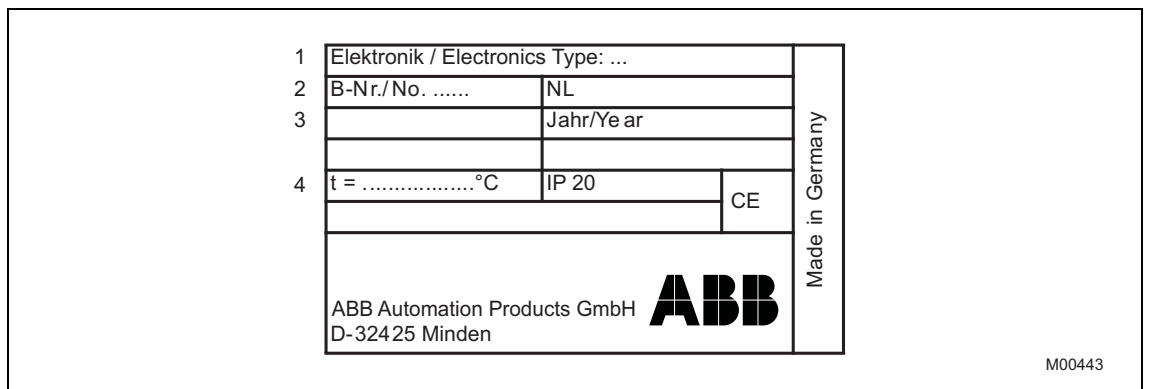 1 Elektronik / Electronics Type: ...
2 B-Nr./No. ...... NL
3 Jahr/Year
4 t = ..................°C IP 20
CE
Made in Germany
ABB Automation Products GmbH ABB
D-32425 Minden
M00443